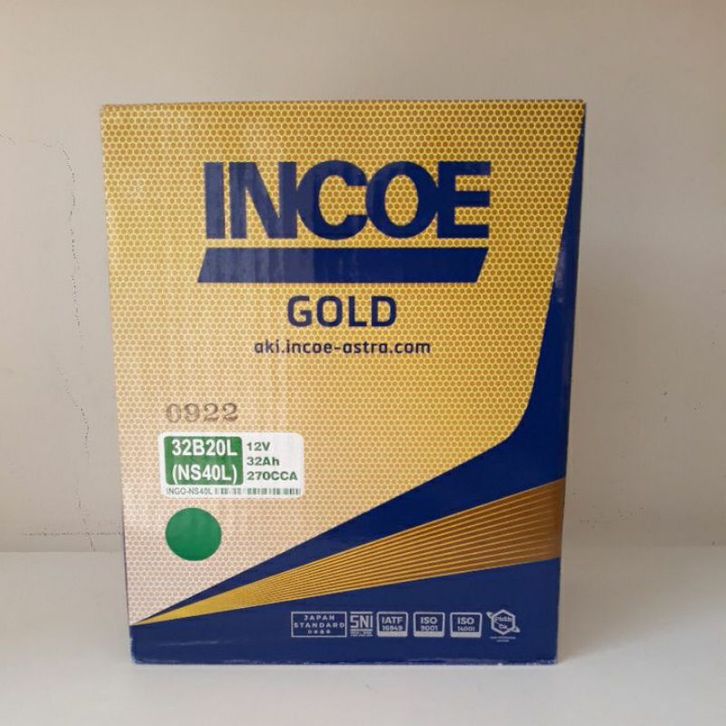 INCOE
GOLD
aki.incoe-astra.com
0922
32B20L
(NS40L)
12V
32Ah
270CCA
INGO-NS40L
JAPAN
STANDARD
SNI
IATF
16949
ISO
9001
ISO
14001